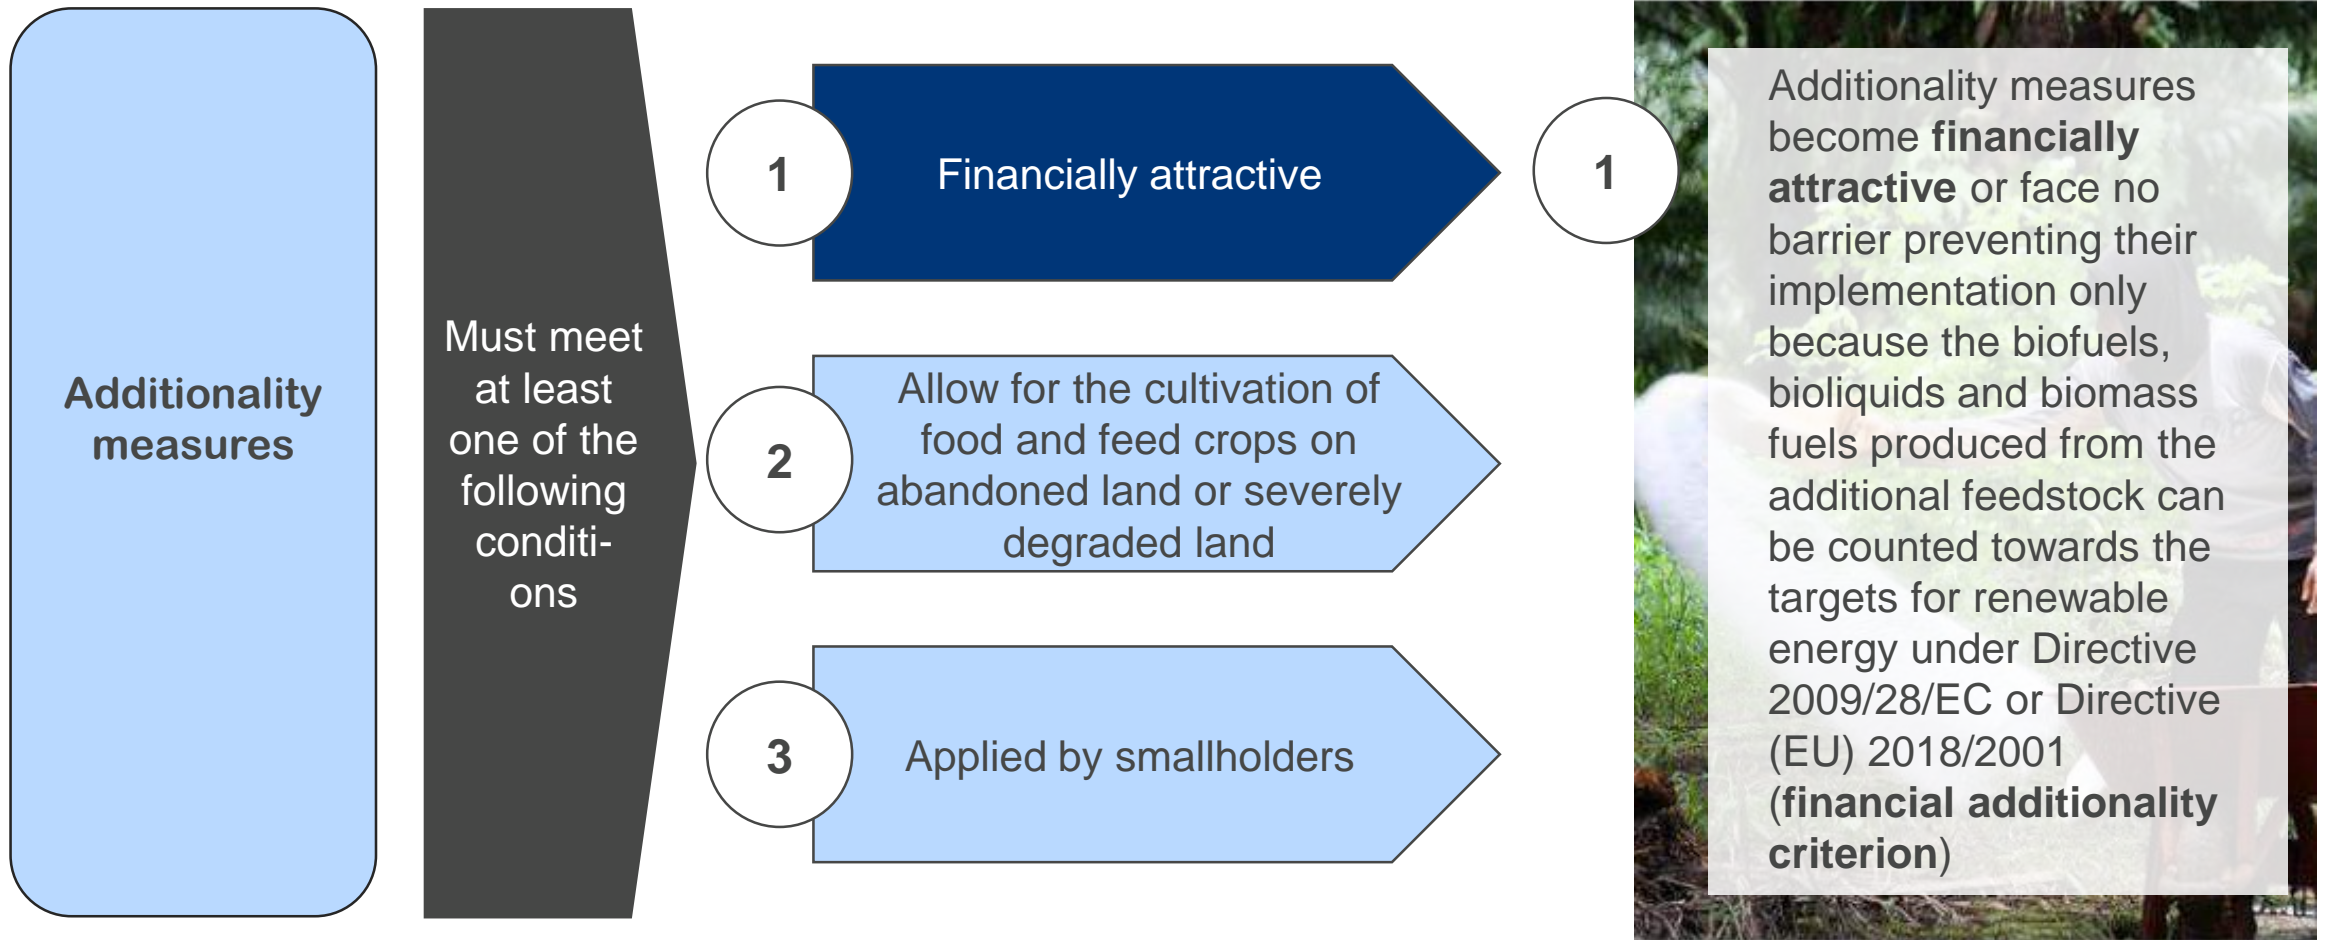 Additionality
measures
Must meet
at least
one of the
following
conditi-
ons
1
Financially attractive
2
Allow for the cultivation of
food and feed crops on
abandoned land or severely
degraded land
3
Applied by smallholders
1
Additionality measures
become financially
attractive or face no
barrier preventing their
implementation only
because the biofuels,
bioliquids and biomass
fuels produced from the
additional feedstock can
be counted towards the
targets for renewable
energy under Directive
2009/28/EC or Directive
(EU) 2018/2001
(financial additionality
criterion)